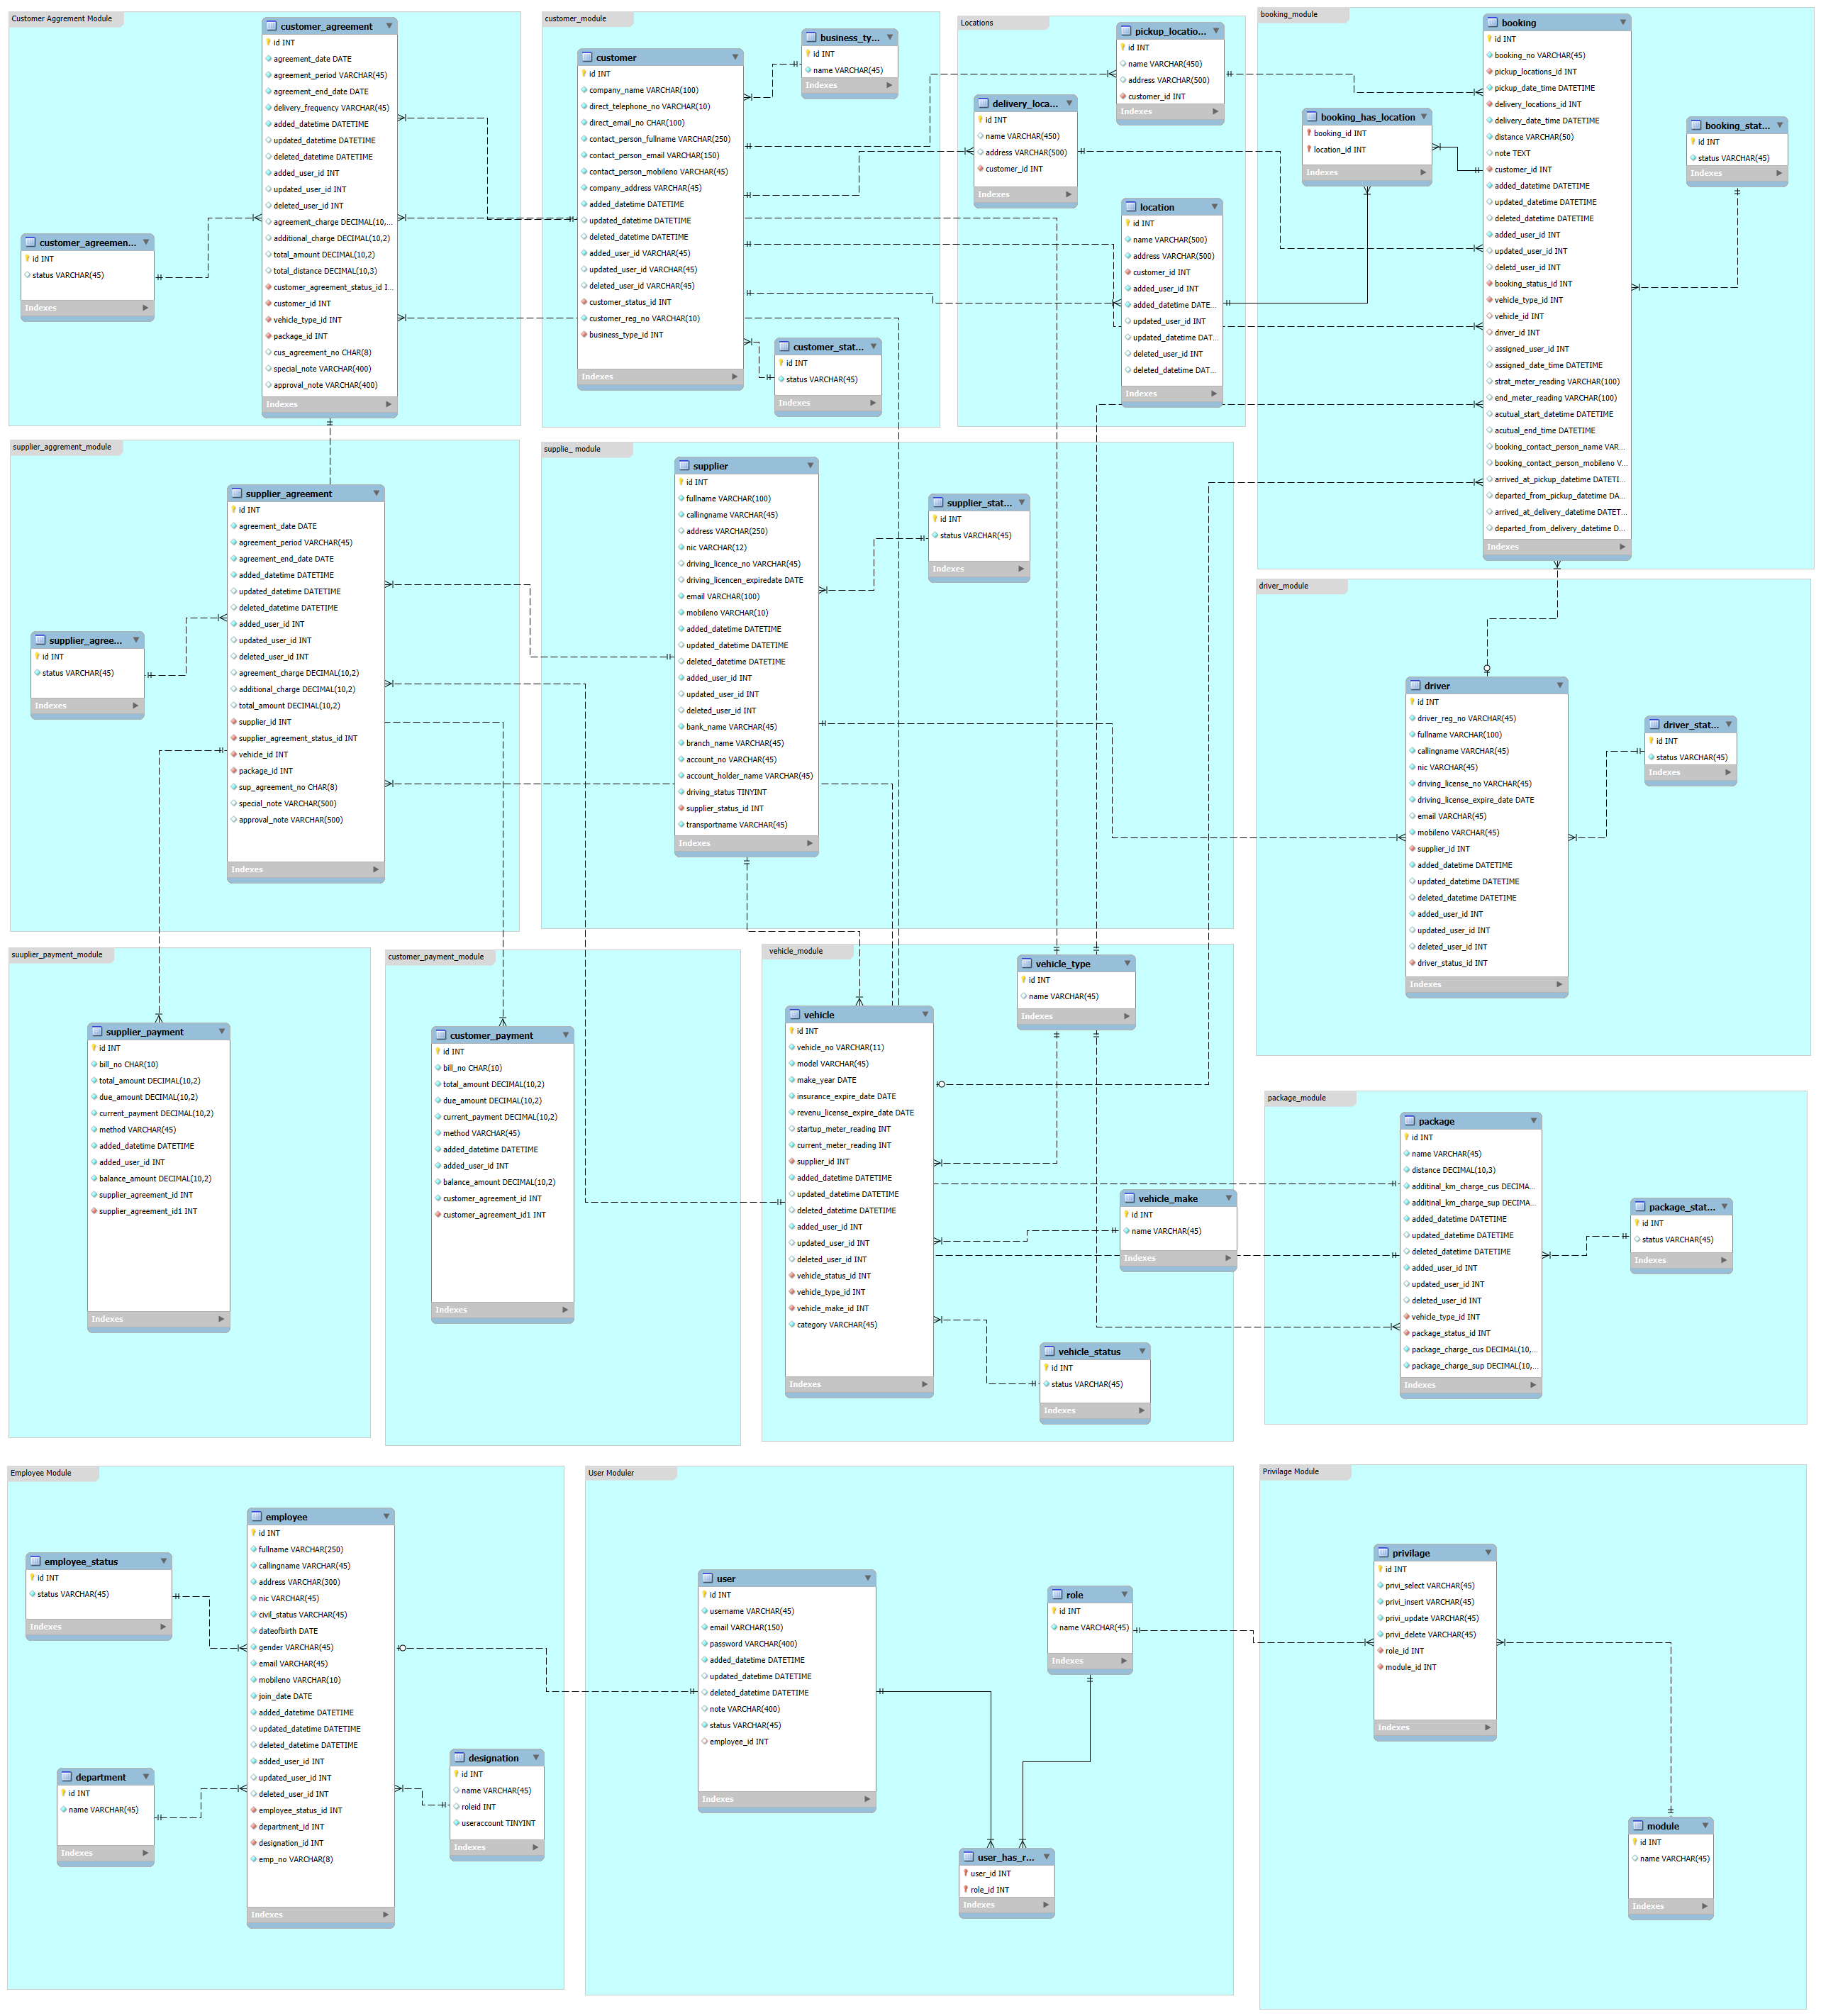 Customer Aggrement Module
customer_agreement
id INT
agreement_date DATE
agreement_period VARCHAR(45)
agreement_end_date DATE
delivery_frequency VARCHAR(45)
added_datetime DATETIME
updated_datetime DATETIME
deleted_datetime DATETIME
added_user_id INT
updated_user_id INT
deleted_user_id INT
agreement_charge DECIMAL(10,...
additional_charge DECIMAL(10,2)
total_amount DECIMAL(10,2)
total_distance DECIMAL(10,3)
customer_agreement_status_id I...
customer_id INT
vehicle_type_id INT
package_id INT
cus_agreement_no CHAR(8)
special_note VARCHAR(400)
approval_note VARCHAR(400)
Indexes
customer_agreemen...
id INT
status VARCHAR(45)
Indexes
customer_module
customer
id INT
company_name VARCHAR(100)
direct_telephone_no VARCHAR(10)
direct_email_no CHAR(100)
contact_person_fullname VARCHAR(250)
contact_person_email VARCHAR(150)
contact_person_mobileno VARCHAR(45)
company_address VARCHAR(45)
added_datetime DATETIME
updated_datetime DATETIME
deleted_datetime DATETIME
added_user_id VARCHAR(45)
updated_user_id VARCHAR(45)
deleted_user_id VARCHAR(45)
customer_status_id INT
customer_reg_no VARCHAR(10)
business_type_id INT
Indexes
business_ty...
id INT
name VARCHAR(45)
Indexes
customer_stat...
id INT
status VARCHAR(45)
Indexes
Locations
pickup_locatio...
id INT
name VARCHAR(450)
address VARCHAR(500)
customer_id INT
Indexes
delivery_loca...
id INT
name VARCHAR(450)
address VARCHAR(500)
customer_id INT
Indexes
location
id INT
name VARCHAR(500)
address VARCHAR(500)
customer_id INT
added_user_id INT
added_datetime DATE...
updated_user_id INT
updated_datetime DAT...
deleted_user_id INT
deleted_datetime DAT...
Indexes
booking_module
booking
id INT
booking_no VARCHAR(45)
pickup_locations_id INT
pickup_date_time DATETIME
delivery_locations_id INT
delivery_date_time DATETIME
distance VARCHAR(50)
note TEXT
customer_id INT
added_datetime DATETIME
updated_datetime DATETIME
deleted_datetime DATETIME
added_user_id INT
updated_user_id INT
deletd_user_id INT
booking_status_id INT
vehicle_type_id INT
vehicle_id INT
driver_id INT
assigned_user_id INT
assigned_date_time DATETIME
strat_meter_reading VARCHAR(100)
end_meter_reading VARCHAR(100)
acutual_start_datetime DATETIME
acutual_end_time DATETIME
booking_contact_person_name VAR...
booking_contact_person_mobileno V...
arrived_at_pickup_datetime DATETI...
departed_from_pickup_datetime DA...
arrived_at_delivery_datetime DATET...
departed_from_delivery_datetime D...
Indexes
booking_has_location
booking_id INT
location_id INT
Indexes
booking_stat...
id INT
status VARCHAR(45)
Indexes
supplier_aggrement_module
supplier_agreement
id INT
agreement_date DATE
agreement_period VARCHAR(45)
agreement_end_date DATE
added_datetime DATETIME
updated_datetime DATETIME
deleted_datetime DATETIME
added_user_id INT
updated_user_id INT
deleted_user_id INT
agreement_charge DECIMAL(10,2)
additional_charge DECIMAL(10,2)
total_amount DECIMAL(10,2)
supplier_id INT
supplier_agreement_status_id INT
vehicle_id INT
package_id INT
sup_agreement_no CHAR(8)
special_note VARCHAR(500)
approval_note VARCHAR(500)
Indexes
supplier_agree...
id INT
status VARCHAR(45)
Indexes
supplie_ module
supplier
id INT
fullname VARCHAR(100)
callingname VARCHAR(45)
address VARCHAR(250)
nic VARCHAR(12)
driving_licence_no VARCHAR(45)
driving_licencen_expiredate DATE
email VARCHAR(100)
mobileno VARCHAR(10)
added_datetime DATETIME
updated_datetime DATETIME
deleted_datetime DATETIME
added_user_id INT
updated_user_id INT
deleted_user_id INT
bank_name VARCHAR(45)
branch_name VARCHAR(45)
account_no VARCHAR(45)
account_holder_name VARCHAR(45)
driving_status TINYINT
supplier_status_id INT
transportname VARCHAR(45)
Indexes
supplier_stat...
id INT
status VARCHAR(45)
Indexes
driver_module
driver
id INT
driver_reg_no VARCHAR(45)
fullname VARCHAR(100)
callingname VARCHAR(45)
nic VARCHAR(45)
driving_license_no VARCHAR(45)
driving_license_expire_date DATE
email VARCHAR(45)
mobileno VARCHAR(45)
supplier_id INT
added_datetime DATETIME
updated_datetime DATETIME
deleted_datetime DATETIME
added_user_id INT
updated_user_id INT
deleted_user_id INT
driver_status_id INT
Indexes
driver_stat...
id INT
status VARCHAR(45)
Indexes
suuplier_payment_module
supplier_payment
id INT
bill_no CHAR(10)
total_amount DECIMAL(10,2)
due_amount DECIMAL(10,2)
current_payment DECIMAL(10,2)
method VARCHAR(45)
added_datetime DATETIME
added_user_id INT
balance_amount DECIMAL(10,2)
supplier_agreement_id INT
supplier_agreement_id1 INT
Indexes
customer_payment_module
customer_payment
id INT
bill_no CHAR(10)
total_amount DECIMAL(10,2)
due_amount DECIMAL(10,2)
current_payment DECIMAL(10,2)
method VARCHAR(45)
added_datetime DATETIME
added_user_id INT
balance_amount DECIMAL(10,2)
customer_agreement_id INT
customer_agreement_id1 INT
Indexes
vehicle_module
vehicle_type
id INT
name VARCHAR(45)
Indexes
vehicle
id INT
vehicle_no VARCHAR(11)
model VARCHAR(45)
make_year DATE
insurance_expire_date DATE
revenu_license_expire_date DATE
startup_meter_reading INT
current_meter_reading INT
supplier_id INT
added_datetime DATETIME
updated_datetime DATETIME
deleted_datetime DATETIME
added_user_id INT
updated_user_id INT
deleted_user_id INT
vehicle_status_id INT
vehicle_type_id INT
vehicle_make_id INT
category VARCHAR(45)
Indexes
vehicle_make
id INT
name VARCHAR(45)
Indexes
vehicle_status
id INT
status VARCHAR(45)
Indexes
package_module
package
id INT
name VARCHAR(45)
distance DECIMAL(10,3)
additinal_km_charge_cus DECIMA...
additinal_km_charge_sup DECIMA...
added_datetime DATETIME
updated_datetime DATETIME
deleted_datetime DATETIME
added_user_id INT
updated_user_id INT
deleted_user_id INT
vehicle_type_id INT
package_status_id INT
package_charge_cus DECIMAL(10,...
package_charge_sup DECIMAL(10,...
Indexes
package_stat...
id INT
status VARCHAR(45)
Indexes
Employee Module
employee
id INT
fullname VARCHAR(250)
callingname VARCHAR(45)
address VARCHAR(300)
nic VARCHAR(45)
civil_status VARCHAR(45)
dateofbirth DATE
gender VARCHAR(45)
email VARCHAR(45)
mobileno VARCHAR(10)
join_date DATE
added_datetime DATETIME
updated_datetime DATETIME
deleted_datetime DATETIME
added_user_id INT
updated_user_id INT
deleted_user_id INT
employee_status_id INT
department_id INT
designation_id INT
emp_no VARCHAR(8)
Indexes
employee_status
id INT
status VARCHAR(45)
Indexes
department
id INT
name VARCHAR(45)
Indexes
designation
id INT
name VARCHAR(45)
roleid INT
useraccount TINYINT
Indexes
User Moduler
user
id INT
username VARCHAR(45)
email VARCHAR(150)
password VARCHAR(400)
added_datetime DATETIME
updated_datetime DATETIME
deleted_datetime DATETIME
note VARCHAR(400)
status VARCHAR(45)
employee_id INT
Indexes
role
id INT
name VARCHAR(45)
Indexes
user_has_r...
user_id INT
role_id INT
Indexes
Privilage Module
privilage
id INT
privi_select VARCHAR(45)
privi_insert VARCHAR(45)
privi_update VARCHAR(45)
privi_delete VARCHAR(45)
role_id INT
module_id INT
Indexes
module
id INT
name VARCHAR(45)
Indexes